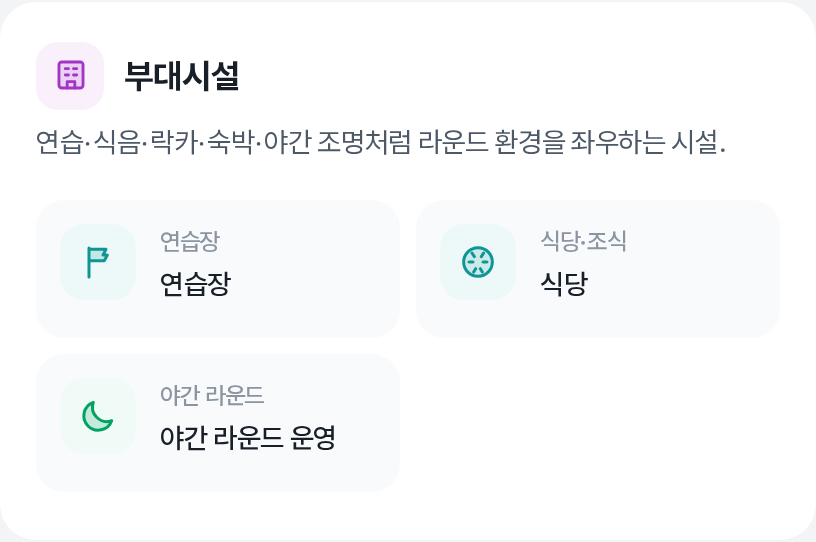 부대시설
연습·식음·락카·숙박·야간 조명처럼 라운드 환경을 좌우하는 시설.
연습장
연습장
식당·조식
식당
야간 라운드
야간 라운드 운영